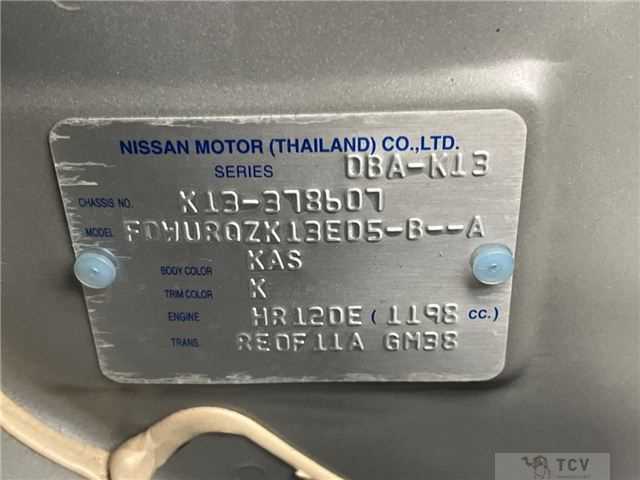 NISSAN MOTOR (THAILAND) CO.,LTD.
SERIES DBA-K13
CHASSIS NO. K13-378607
MODEL FDWURQZK13ED5-B--A
BODY COLOR KAS
TRIM COLOR K
ENGINE HR12DE ( 1198 CC.)
TRANS. RE0F11A GM38
TCV